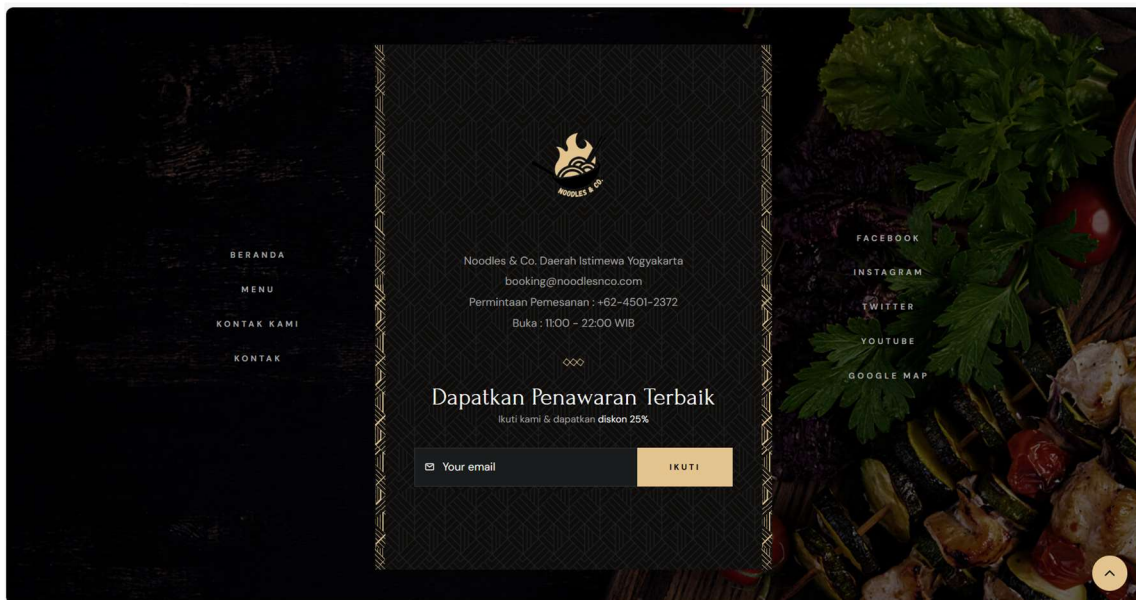 BERANDA
MENU
KONTAK KAMI
KONTAK
NOODLES & CO.
Noodles & Co. Daerah Istimewa Yogyakarta
booking@noodlesnco.com
Permintaan Pemesanan : +62-4501-2372
Buka : 11:00 - 22:00 WIB
Dapatkan Penawaran Terbaik
Ikuti kami & dapatkan diskon 25%
Your email
IKUTI
FACEBOOK
INSTAGRAM
TWITTER
YOUTUBE
GOOGLE MAP